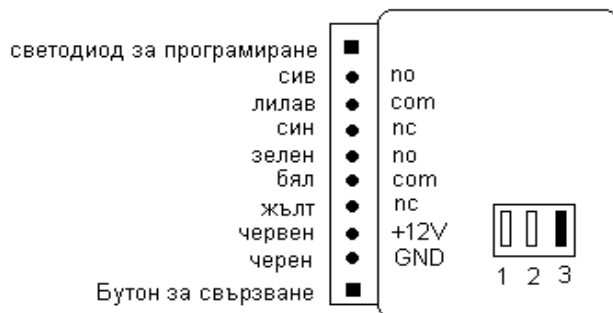 светодиод за програмиране
сив no
лилав com
син nc
зелен no
бял com
жълт nc
червен +12V
черен GND
Бутон за свързване
1 2 3